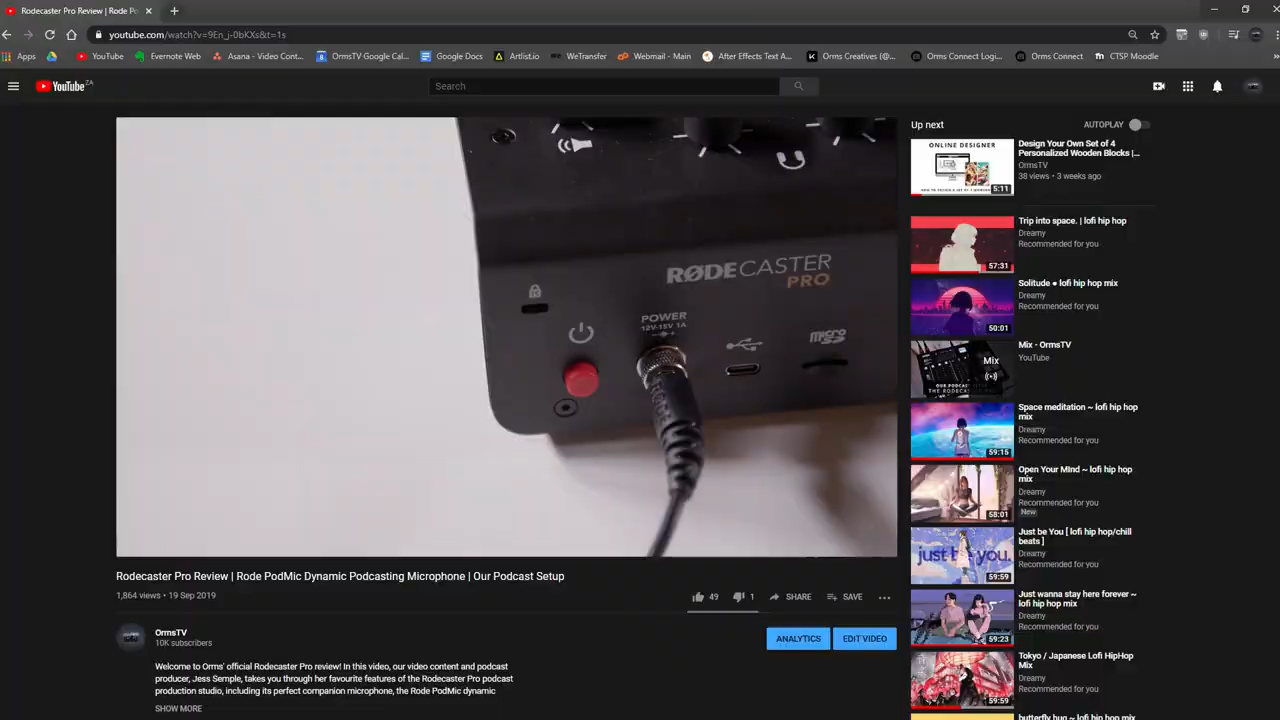 Rodecaster Pro Review | Rode Po
youtube.com/watch?v=9Enj-0bKXs&t=1s
Apps
YouTube
Evernote Web
Asana - Video Cont...
OrmsTV Google Cal...
Google Docs
Artlist.io
WeTransfer
Webmail - Main
After Effects Text A...
Orms Creatives (@...
Orms Connect Logi...
Orms Connect
CTSP Moodle
YouTube ZA
Search
RØDECASTER
PRO
POWER
12V-15V 1A
micro
Rodecaster Pro Review | Rode PodMic Dynamic Podcasting Microphone | Our Podcast Setup
1,864 views • 19 Sep 2019
49
1
SHARE
SAVE
OrmsTV
10K subscribers
ANALYTICS
EDIT VIDEO
Welcome to Orms' official Rodecaster Pro review! In this video, our video content and podcast
producer, Jess Semple, takes you through her favourite features of the Rodecaster Pro podcast
production studio, including its perfect companion microphone, the Rode PodMic dynamic
SHOW MORE
Up next
AUTOPLAY
ONLINE
DESIGNER
5:11
Design Your Own Set of 4
Personalized Wooden Blocks |...
OrmsTV
38 views • 3 weeks ago
57:31
Trip into space. | lofi hip hop
Dreamy
Recommended for you
50:01
Solitude ● lofi hip hop mix
Dreamy
Recommended for you
Mix
OUR PODCAST SETUP
Mix - OrmsTV
YouTube
59:15
Space meditation ~ lofi hip hop
mix
Dreamy
Recommended for you
58:01
Open Your MInd ~ lofi hip hop
mix
Dreamy
Recommended for you
New
just be you.
59:59
Just be You [ lofi hip hop/chill
beats ]
Dreamy
Recommended for you
59:23
Just wanna stay here forever ~
lofi hip hop mix
Dreamy
Recommended for you
59:59
Tokyo / Japanese Lofi HipHop
Mix
Dreamy
Recommended for you
butterfly hug ~ lofi hip hop mix